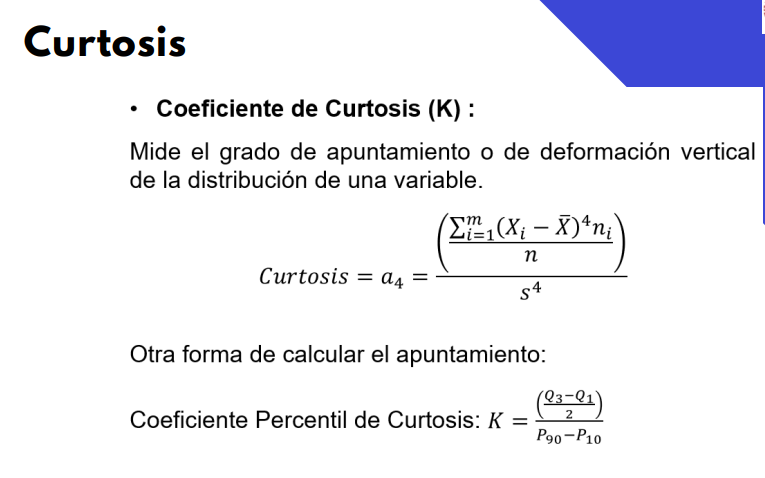 Curtosis
• Coeficiente de Curtosis (K) :
Mide el grado de apuntamiento o de deformación vertical
de la distribución de una variable.
$Curtosis = a_4 = \frac{\left(\frac{\sum_{i=1}^{m}(X_i - \bar{X})^4 n_i}{n}\right)}{s^4}$
Otra forma de calcular el apuntamiento:
Coeficiente Percentil de Curtosis: $K = \frac{\left(\frac{Q_3 - Q_1}{2}\right)}{P_{90} - P_{10}}$